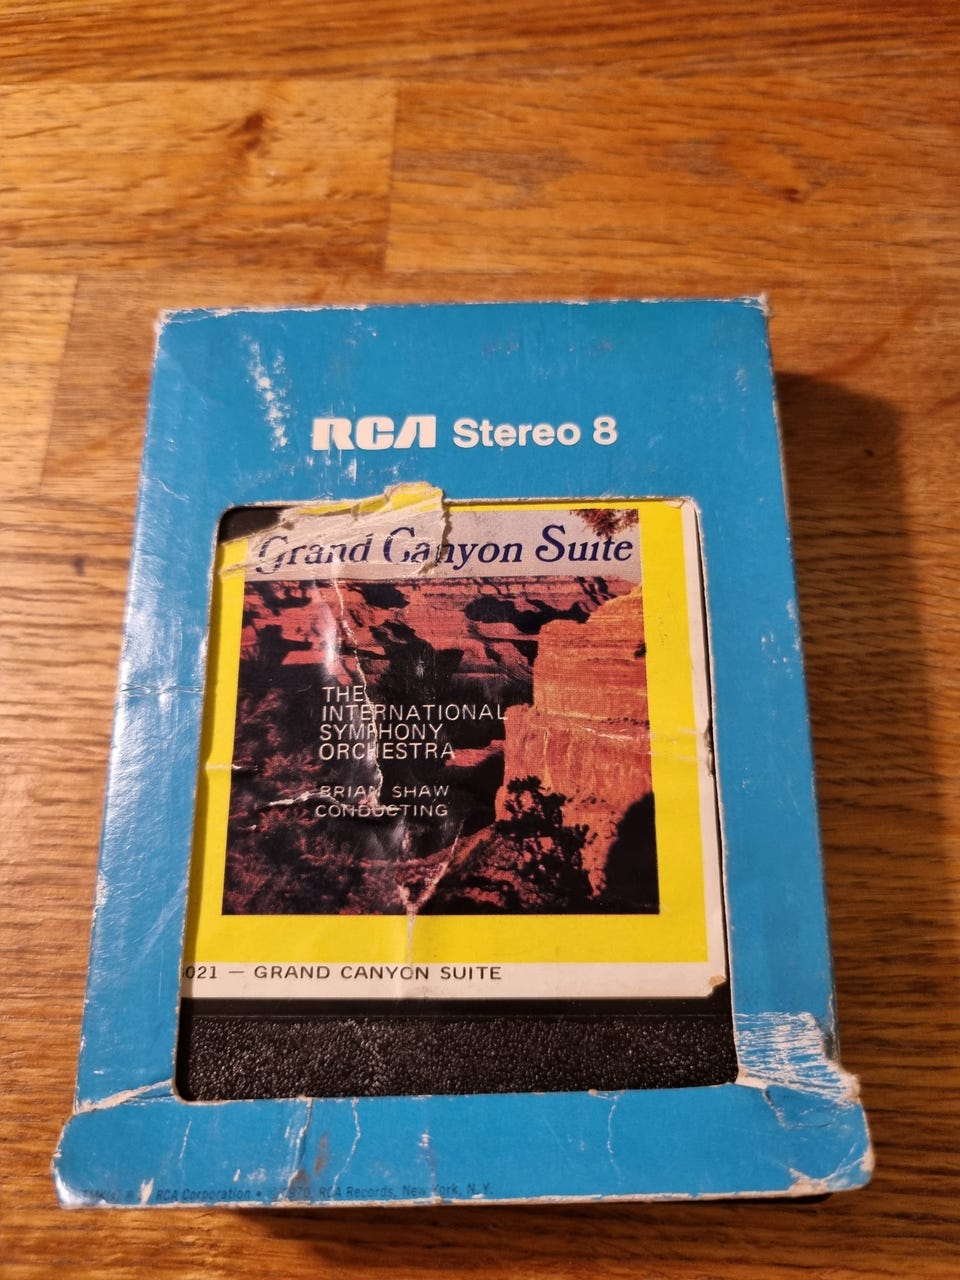 RCA Stereo 8
Grand Canyon Suite
THE
INTERNATIONAL
SYMPHONY
ORCHESTRA
BRIAN SHAW
CONDUCTING
021 — GRAND CANYON SUITE
RCA Corporation • 1970, RCA Records, New York, N.Y.